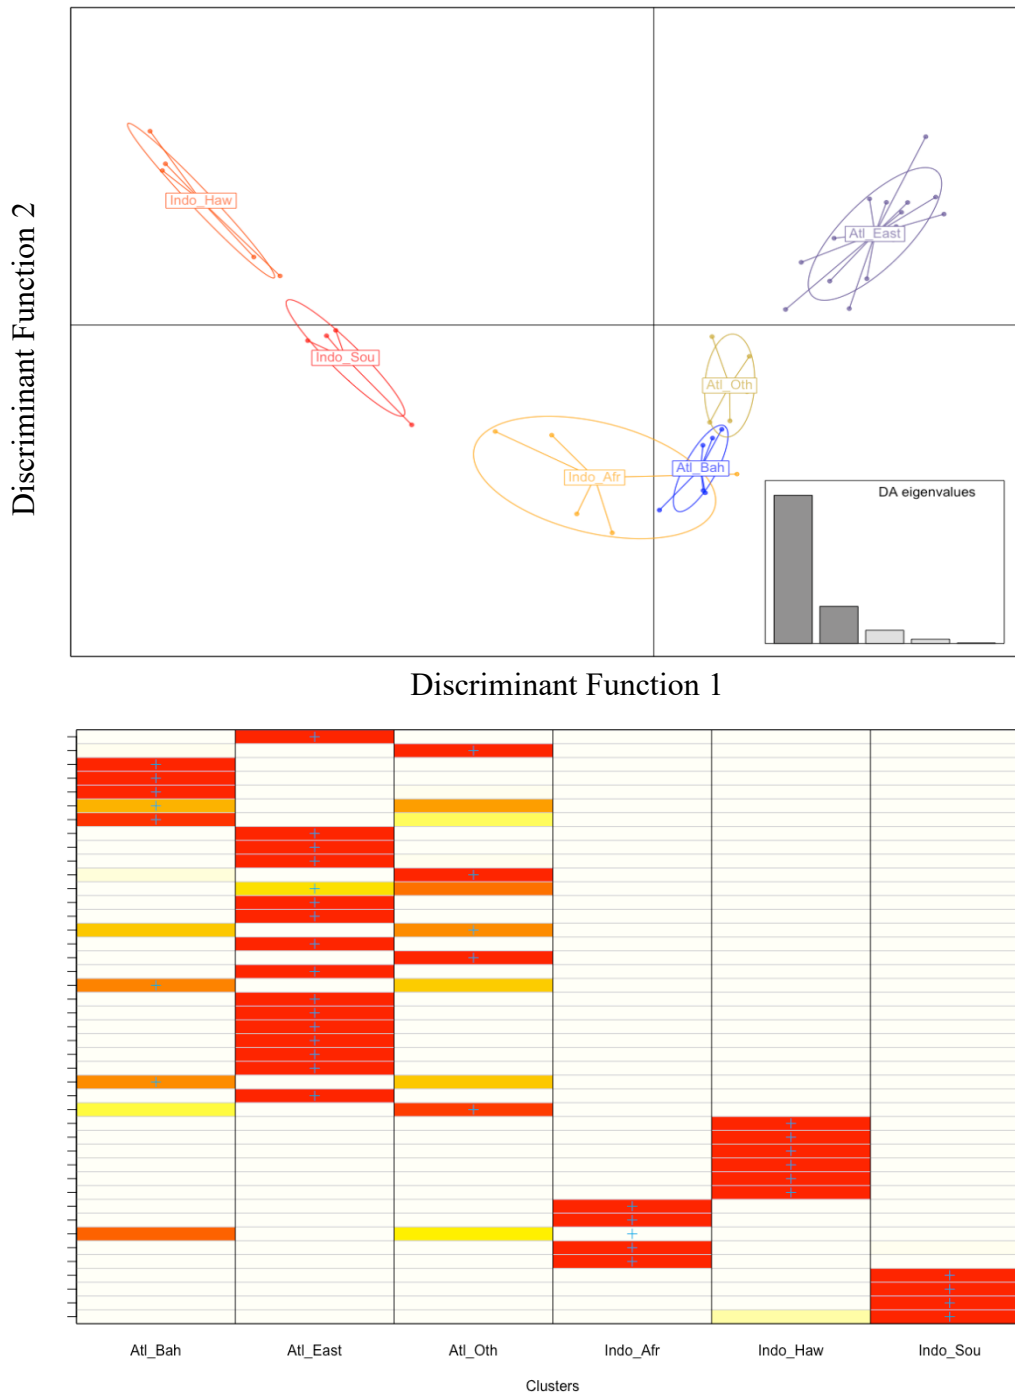 Discriminant Function 2
Indo_Haw
Atl_East
Indo_Sou
Atl_Oth
Atl_Bah
Indo_Afr
DA eigenvalues
Discriminant Function 1
Atl_Bah Atl_East Atl_Oth Indo_Afr Indo_Haw Indo_Sou
Clusters